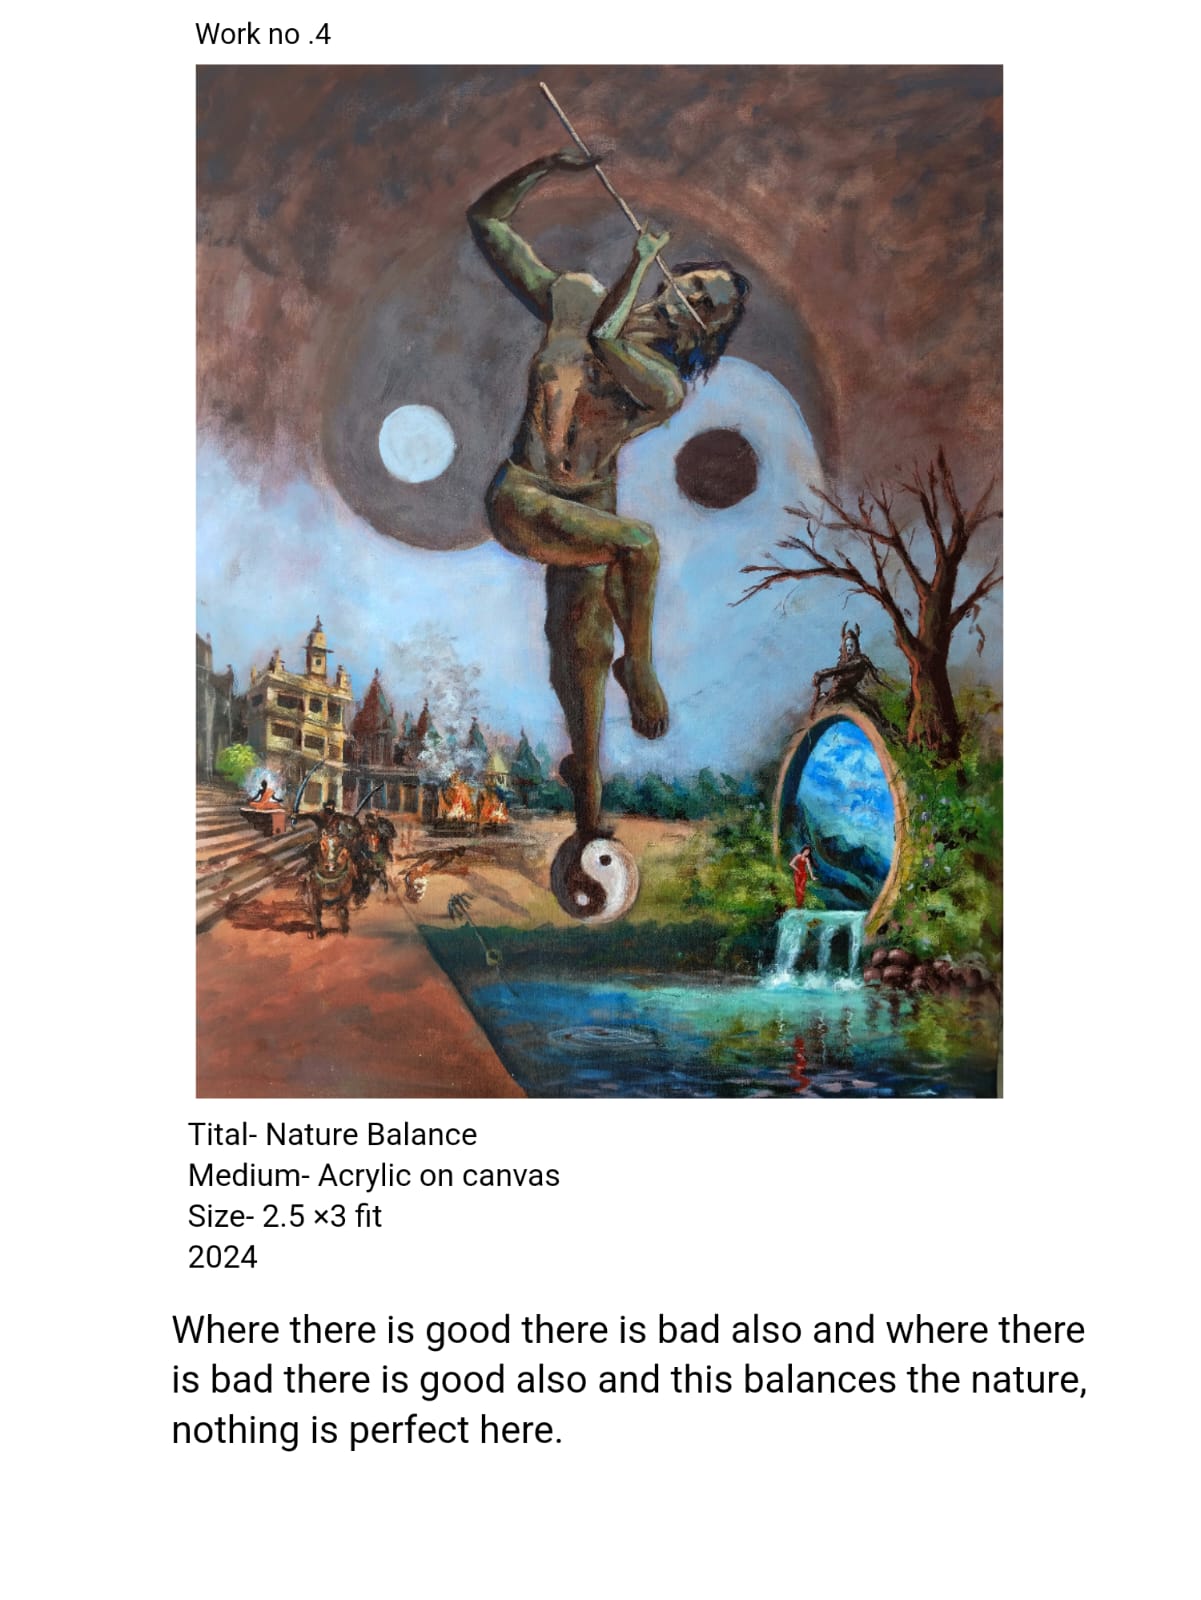 Work no .4
Tital- Nature Balance
Medium- Acrylic on canvas
Size- 2.5 ×3 fit
2024
Where there is good there is bad also and where there
is bad there is good also and this balances the nature,
nothing is perfect here.